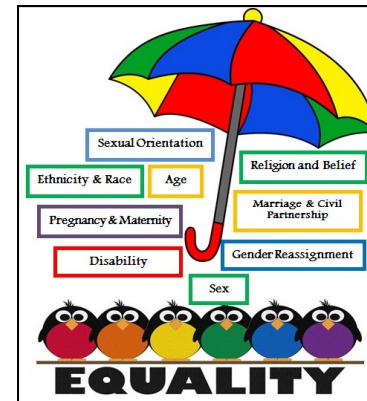 Sexual Orientation
Religion and Belief
Ethnicity & Race
Age
Marriage & Civil
Partnership
Pregnancy & Maternity
Disability
Gender Reassignment
Sex
EQUALITY